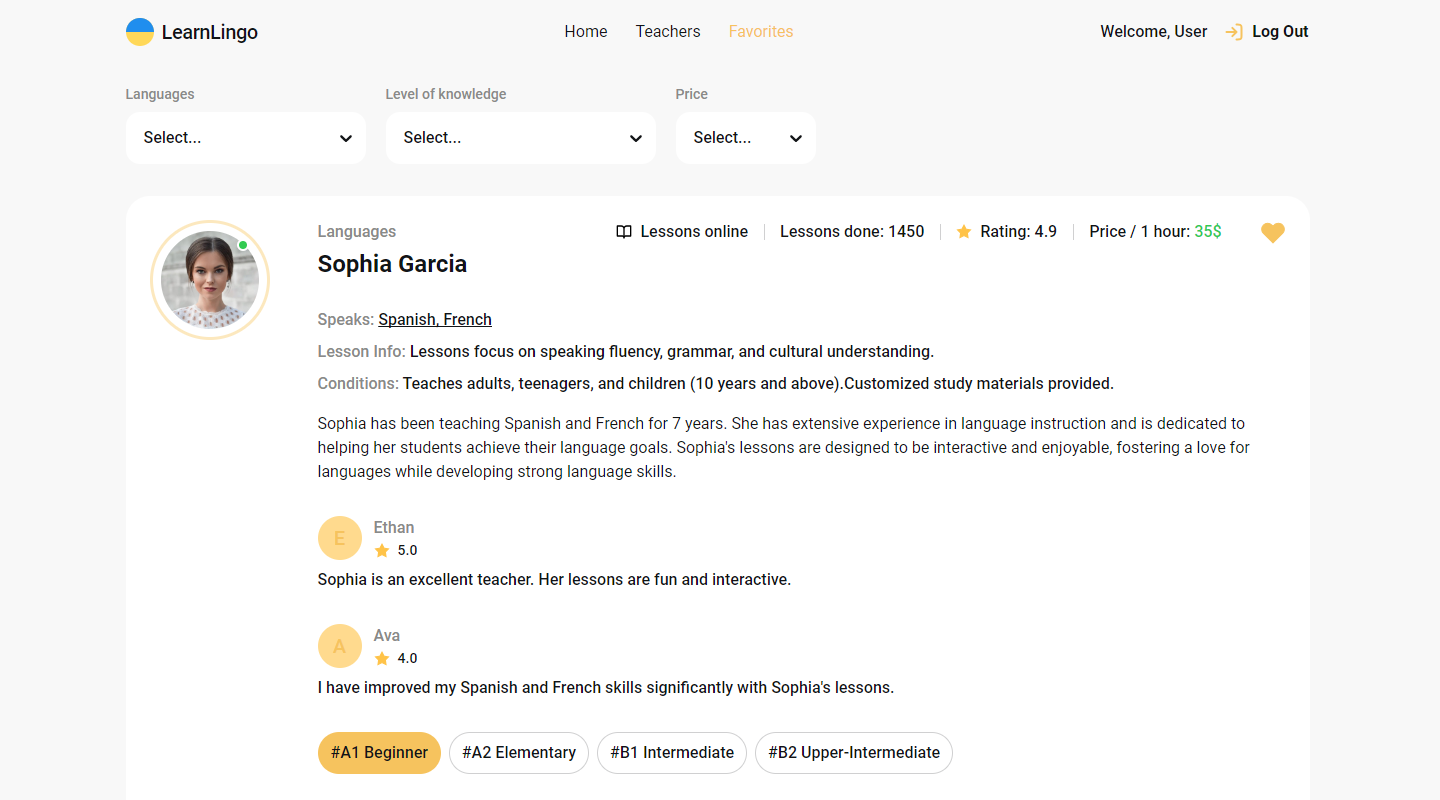 LearnLingo
Home Teachers Favorites
Welcome, User Log Out
Languages Level of knowledge Price
Select... Select... Select...
Languages Lessons online Lessons done: 1450 Rating: 4.9 Price / 1 hour: 35$
Sophia Garcia
Speaks: Spanish, French
Lesson Info: Lessons focus on speaking fluency, grammar, and cultural understanding.
Conditions: Teaches adults, teenagers, and children (10 years and above).Customized study materials provided.
Sophia has been teaching Spanish and French for 7 years. She has extensive experience in language instruction and is dedicated to
helping her students achieve their language goals. Sophia's lessons are designed to be interactive and enjoyable, fostering a love for
languages while developing strong language skills.
E Ethan
5.0
Sophia is an excellent teacher. Her lessons are fun and interactive.
A Ava
4.0
I have improved my Spanish and French skills significantly with Sophia's lessons.
#A1 Beginner #A2 Elementary #B1 Intermediate #B2 Upper-Intermediate